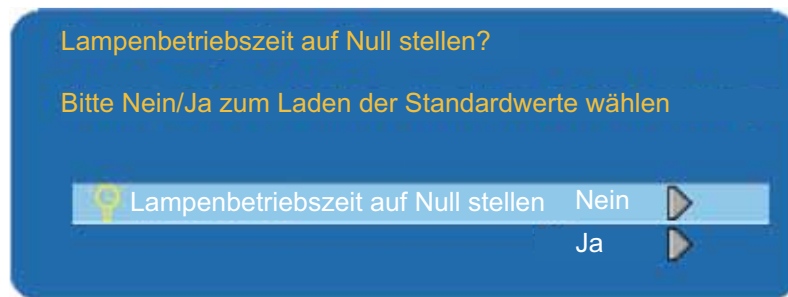 Lampenbetriebszeit auf Null stellen?
Bitte Nein/Ja zum Laden der Standardwerte wählen
Lampenbetriebszeit auf Null stellen Nein
Ja